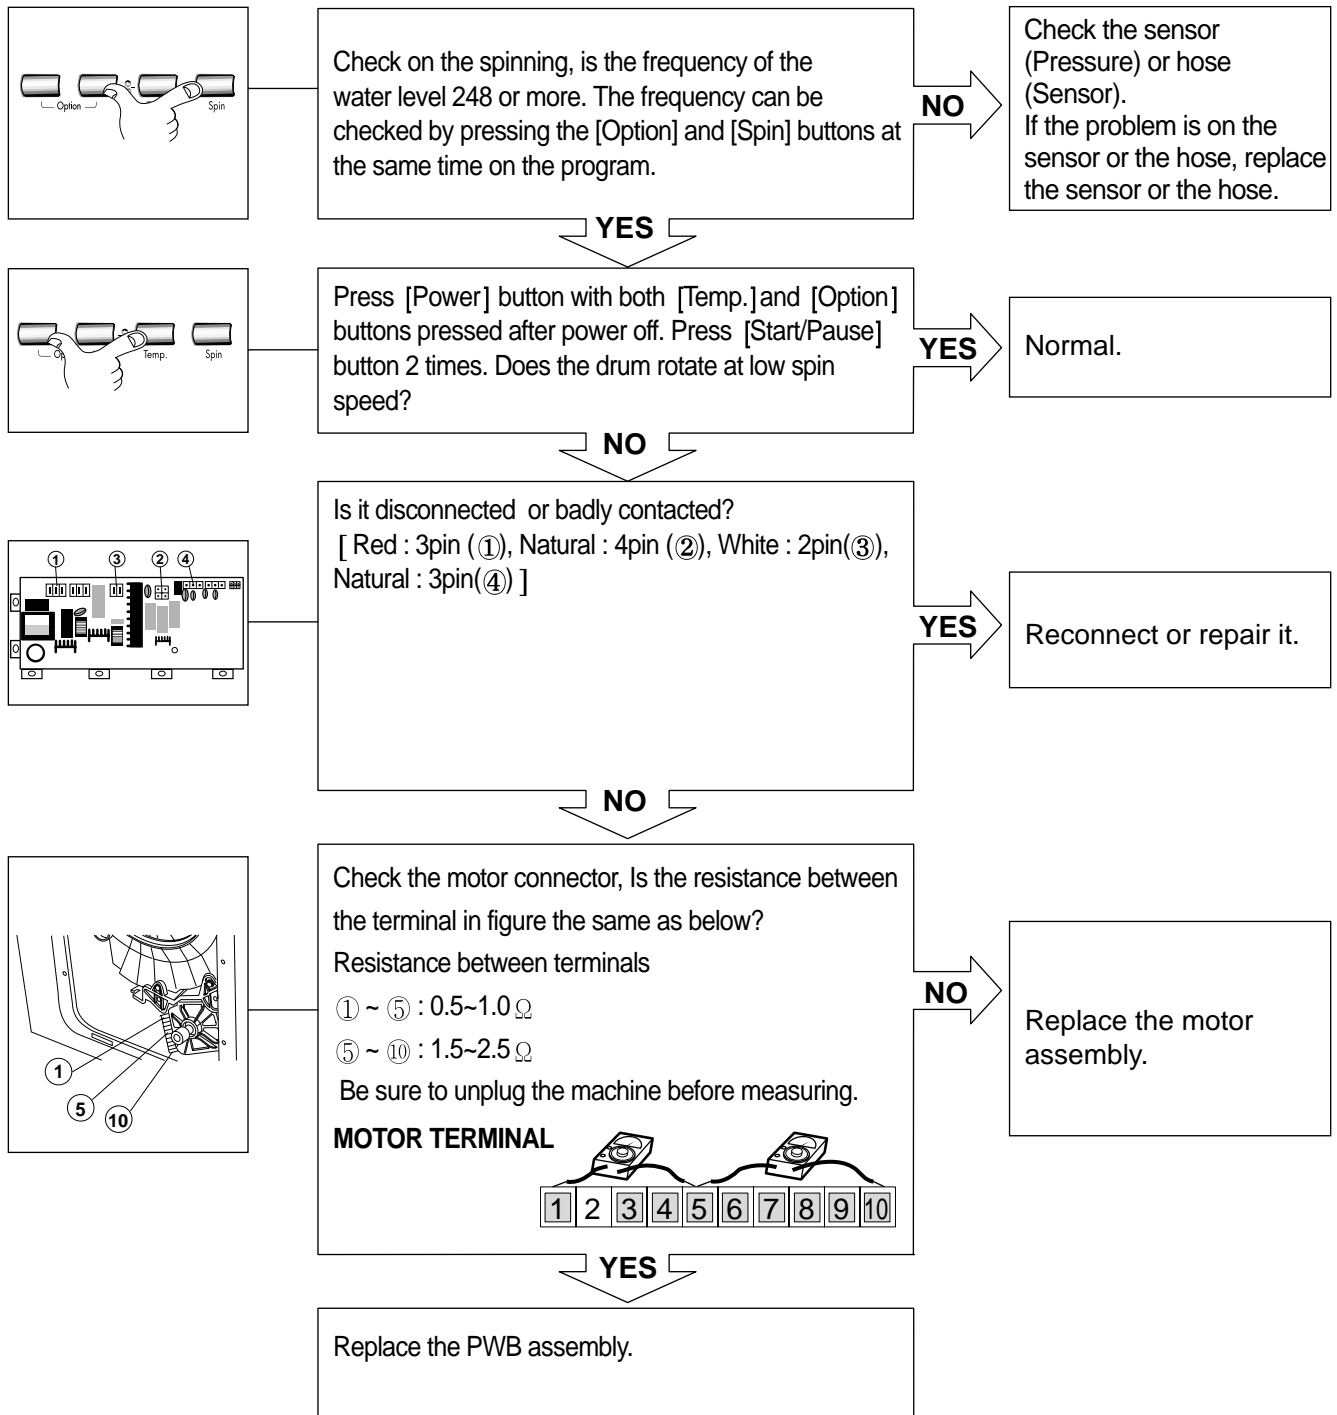 Option
Spin
Check on the spinning, is the frequency of the
water level 248 or more. The frequency can be
checked by pressing the [Option] and [Spin] buttons at
the same time on the program.
NO
Check the sensor
(Pressure) or hose
(Sensor).
If the problem is on the
sensor or the hose, replace
the sensor or the hose.
YES
Op
Temp.
Spin
Press [Power] button with both [Temp.] and [Option]
buttons pressed after power off. Press [Start/Pause]
button 2 times. Does the drum rotate at low spin
speed?
YES
Normal.
NO
① ③ ② ④
Is it disconnected or badly contacted?
[ Red : 3pin (①), Natural : 4pin (②), White : 2pin(③),
Natural : 3pin(④) ]
YES
Reconnect or repair it.
NO
1
5
10
Check the motor connector, Is the resistance between
the terminal in figure the same as below?
Resistance between terminals
① ~ ⑤ : 0.5~1.0 Ω
⑤ ~ ⑩ : 1.5~2.5 Ω
Be sure to unplug the machine before measuring.
MOTOR TERMINAL
1 2 3 4 5 6 7 8 9 10
NO
Replace the motor
assembly.
YES
Replace the PWB assembly.